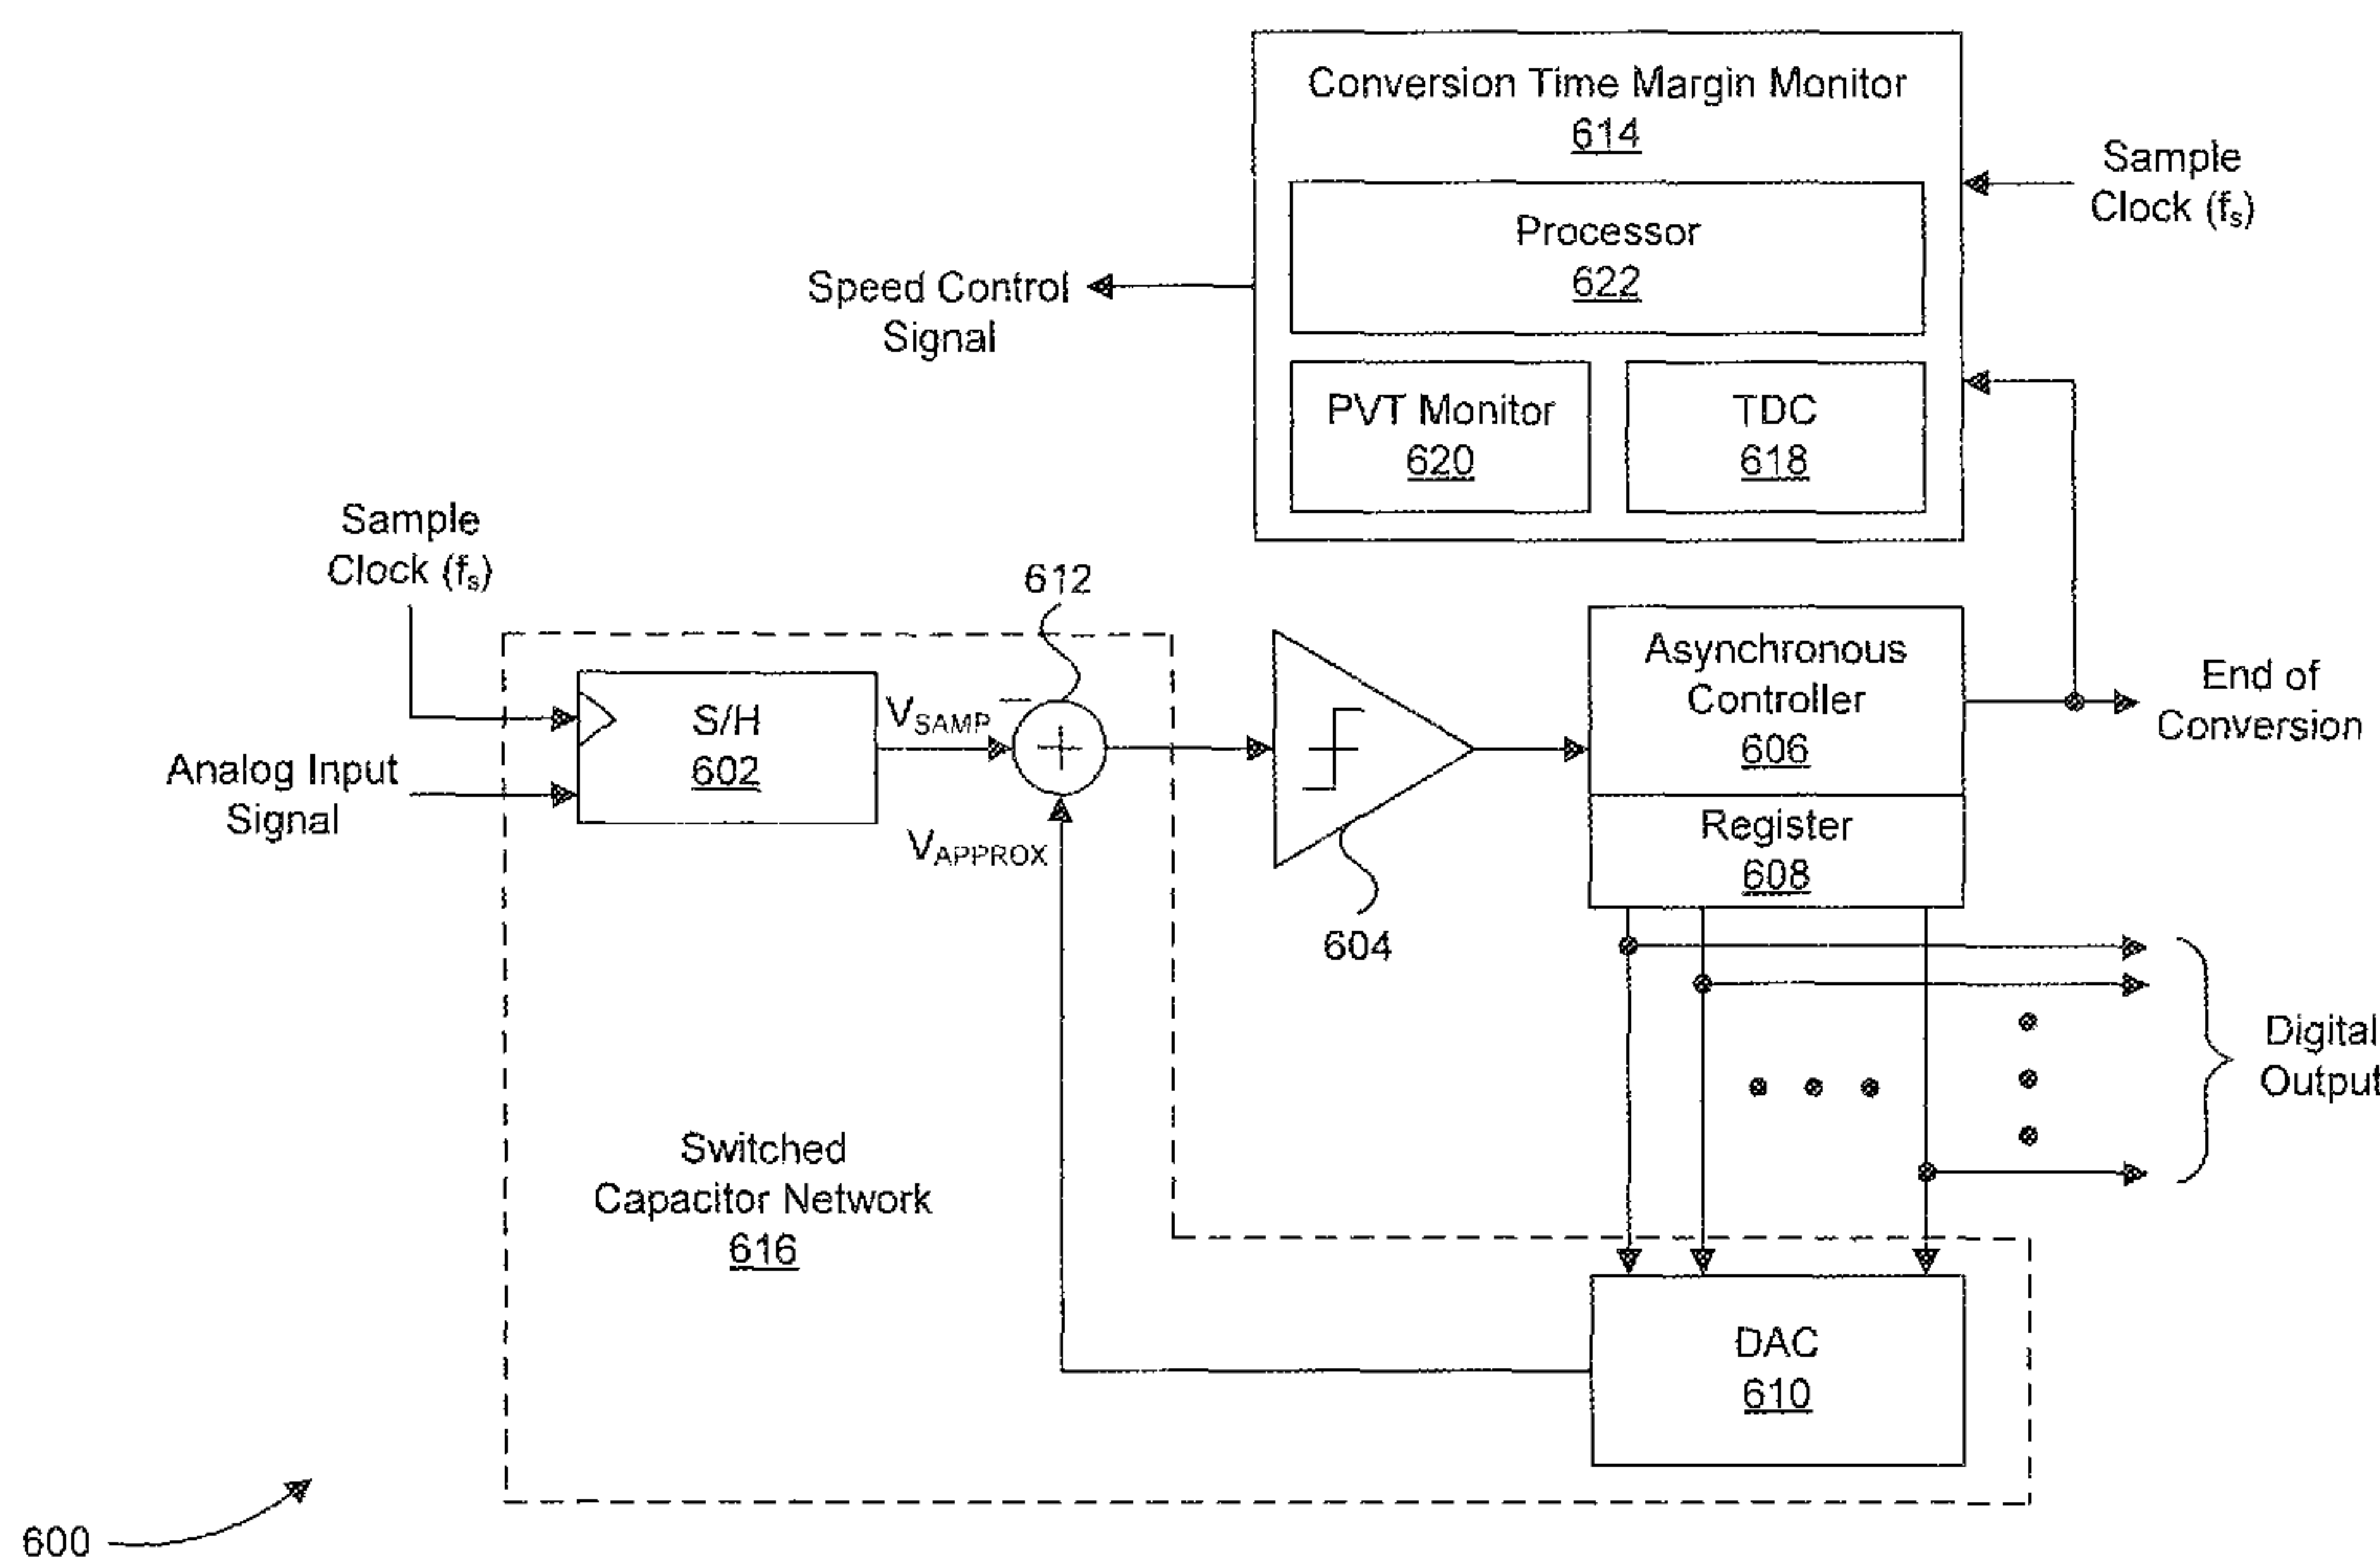 Conversion Time Margin Monitor
614
Sample
Clock (fs)
Processor
622
Speed Control
Signal
PVT Monitor
620
TDC
618
Sample
Clock (fs)
612
Asynchronous
Controller
606
End of
Conversion
S/H
602
VSAMP
–
+
Analog Input
Signal
VAPPROX
Register
608
604
Digital
Output
Switched
Capacitor Network
616
DAC
610
600